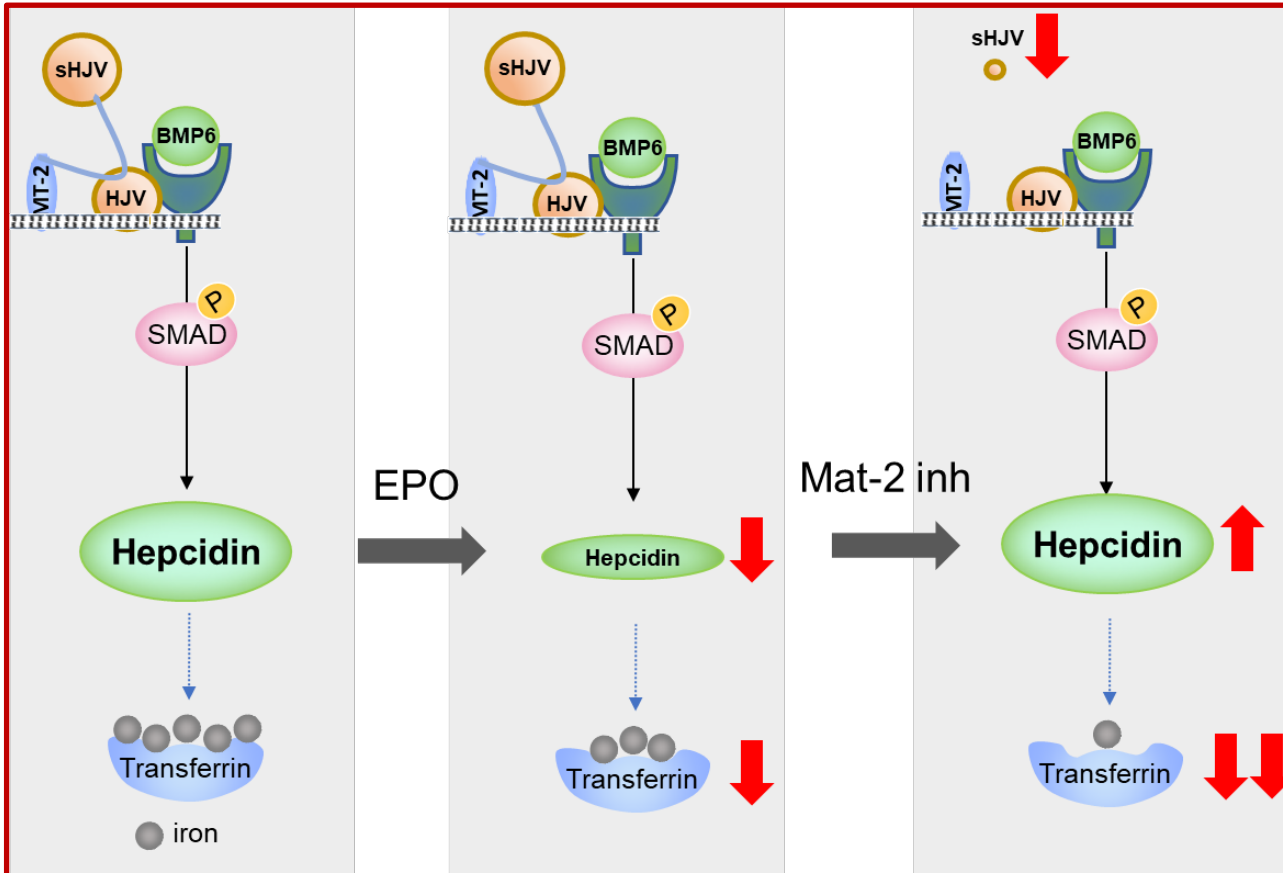 sHJV
BMP6
MT-2
HJV
P
SMAD
Hepcidin
Transferrin
iron
EPO
sHJV
BMP6
MT-2
HJV
P
SMAD
Hepcidin
Transferrin
Mat-2 inh
sHJV
BMP6
MT-2
HJV
P
SMAD
Hepcidin
Transferrin